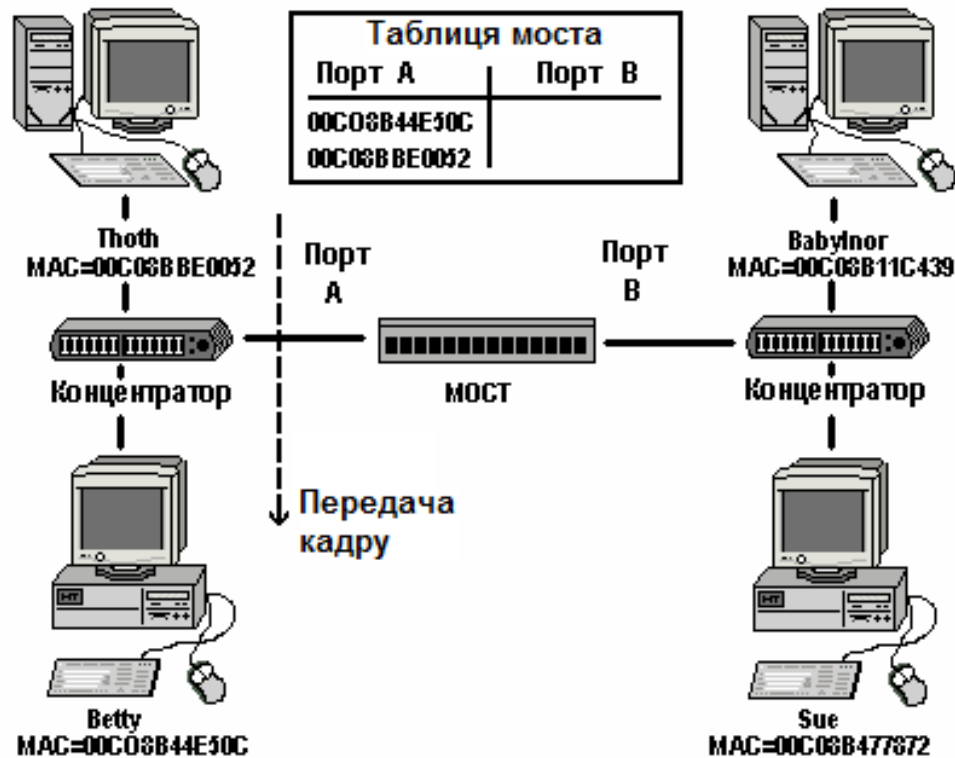 Таблиця моста
Порт A Порт B
00C08B44E50C
00C08BBE0052
Thoth
MAC=00C08BBE0052
Порт
A
Порт
B
Babylnor
MAC=00C08B11C439
Концентратор
МОСТ
Концентратор
Передача
кадру
Betty
MAC=00C08B44E50C
Sue
MAC=00C08B477872